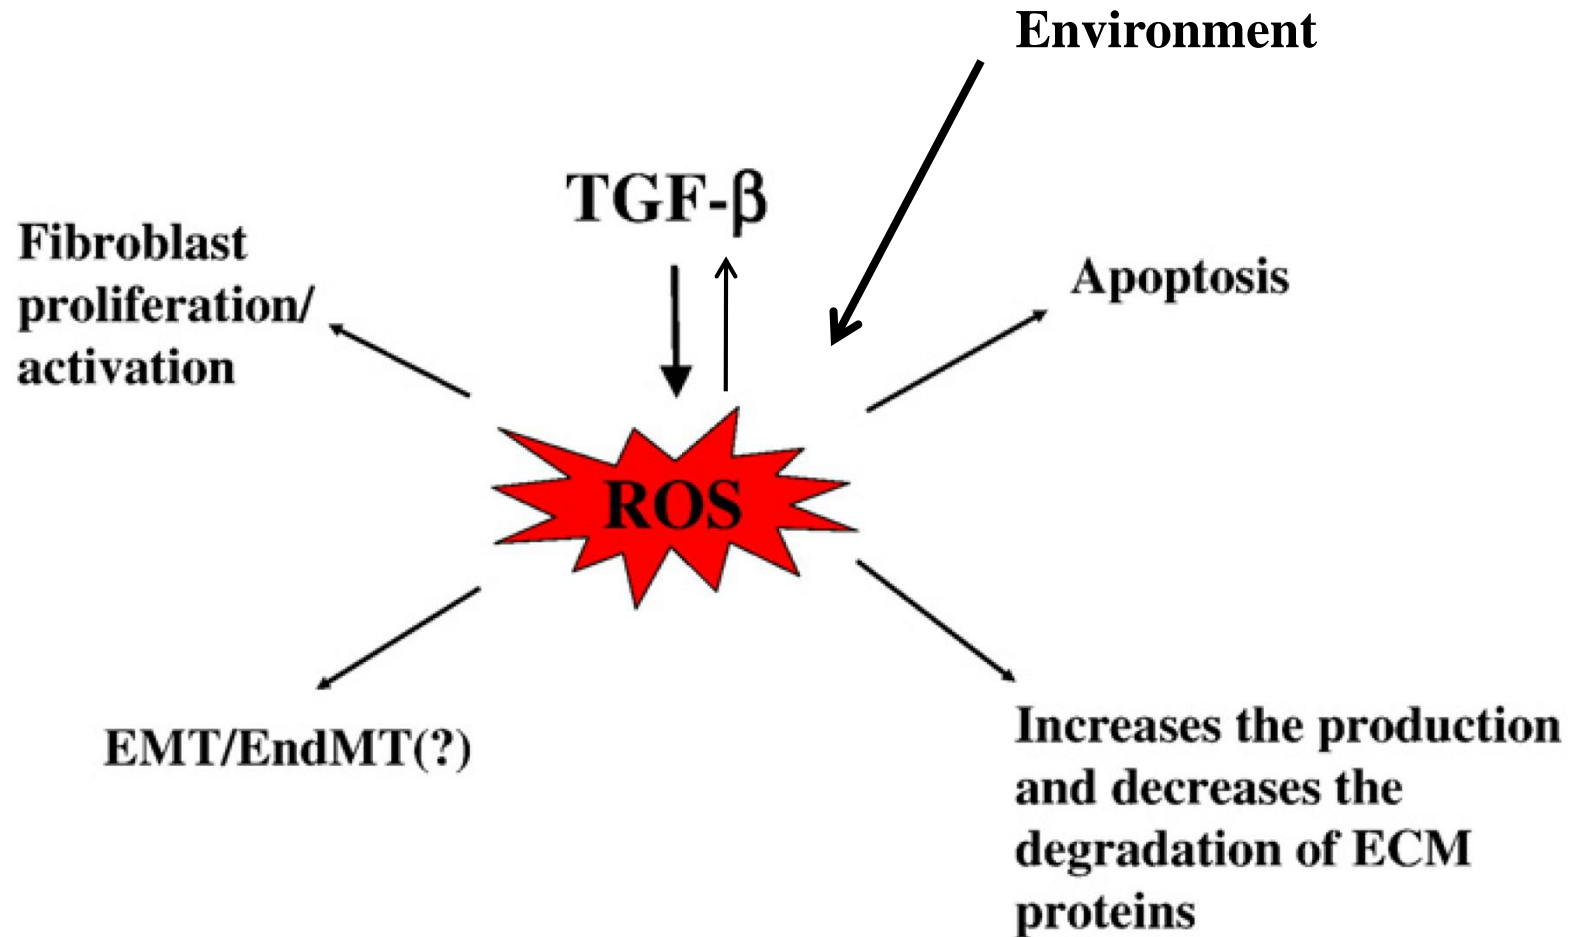 Environment
TGF-β
Fibroblast
proliferation/
activation
Apoptosis
ROS
EMT/EndMT(?)
Increases the production
and decreases the
degradation of ECM
proteins